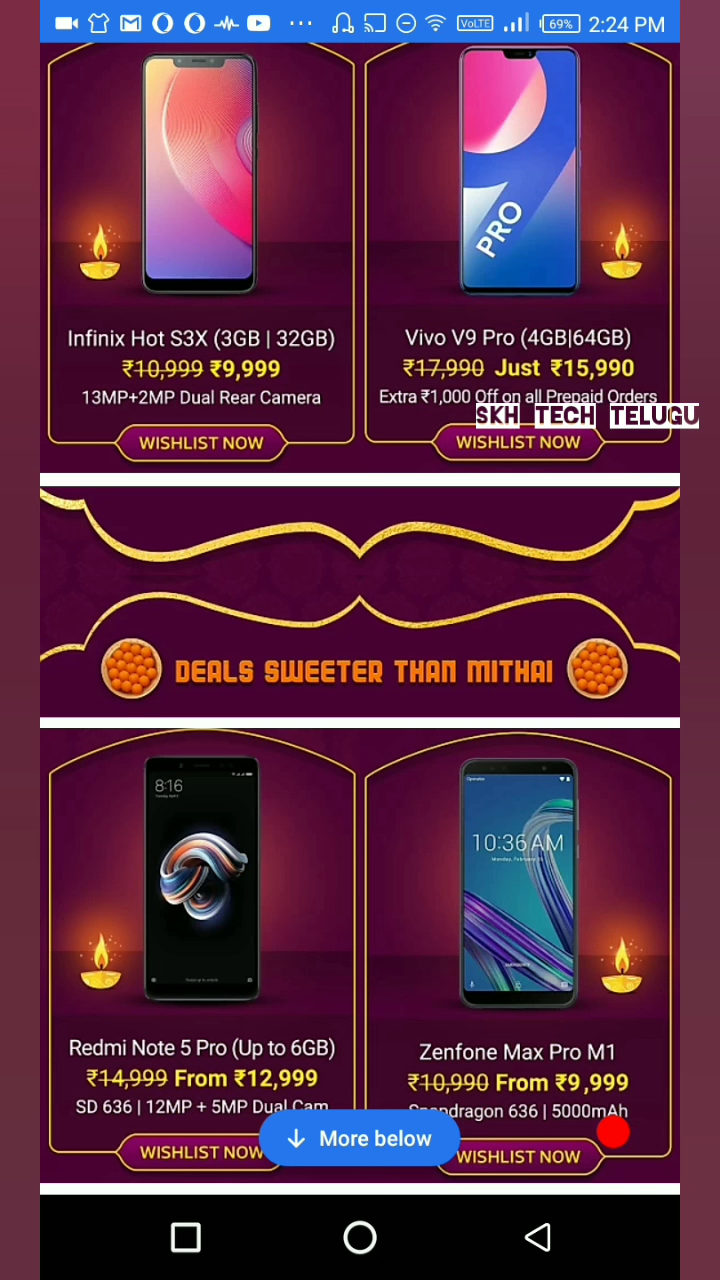 VoLTE 69% 2:24 PM
PRO
Infinix Hot S3X (3GB | 32GB)
₹10,999 ₹9,999
13MP+2MP Dual Rear Camera
WISHLIST NOW
Vivo V9 Pro (4GB|64GB)
₹17,990 Just ₹15,990
Extra ₹1,000 Off on all Prepaid Orders
SKH TECH TELUGU
WISHLIST NOW
DEALS SWEETER THAN MITHAI
8:16
10:36 AM
Redmi Note 5 Pro (Up to 6GB)
₹14,999 From ₹12,999
SD 636 | 12MP + 5MP Dual Cam
WISHLIST NOW
Zenfone Max Pro M1
₹10,990 From ₹9,999
Snapdragon 636 | 5000mAh
WISHLIST NOW
More below